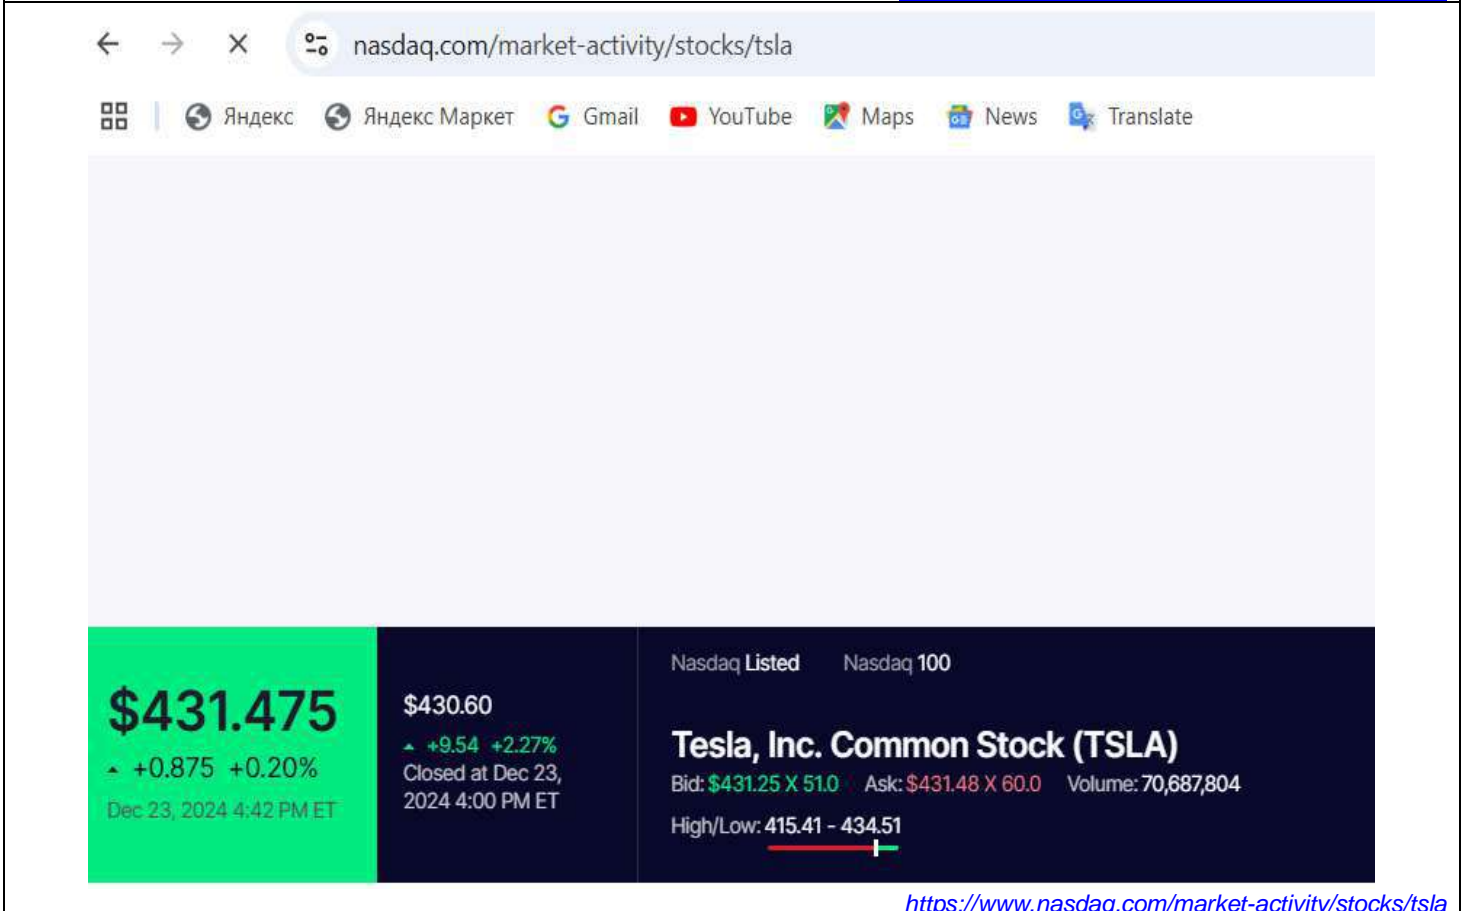 nasdaq.com/market-activity/stocks/tsla
Яндекс Яндекс Маркет Gmail YouTube Maps News Translate
$431.475
+0.875 +0.20%
Dec 23, 2024 4:42 PM ET
$430.60
+9.54 +2.27%
Closed at Dec 23,
2024 4:00 PM ET
Nasdaq Listed Nasdaq 100
Tesla, Inc. Common Stock (TSLA)
Bid: $431.25 X 51.0 Ask: $431.48 X 60.0 Volume: 70,687,804
High/Low: 415.41 - 434.51
https://www.nasdaq.com/market-activity/stocks/tsla